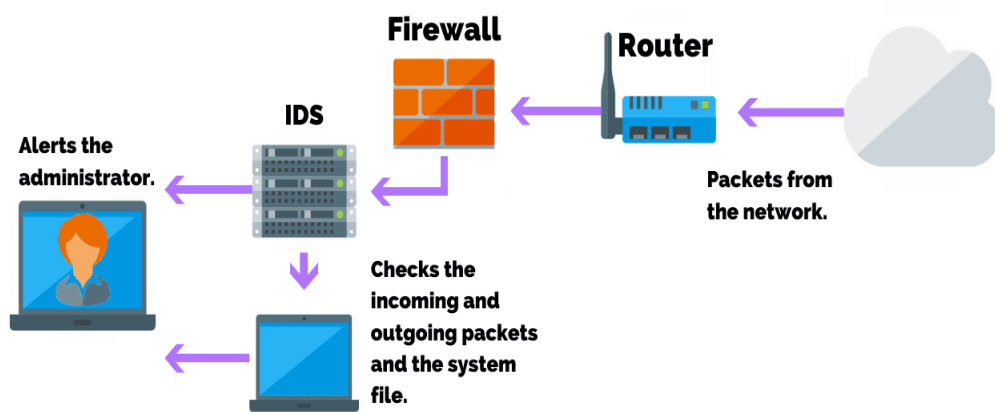 Firewall
Router
IDS
Alerts the
administrator.
Packets from
the network.
Checks the
incoming and
outgoing packets
and the system
file.